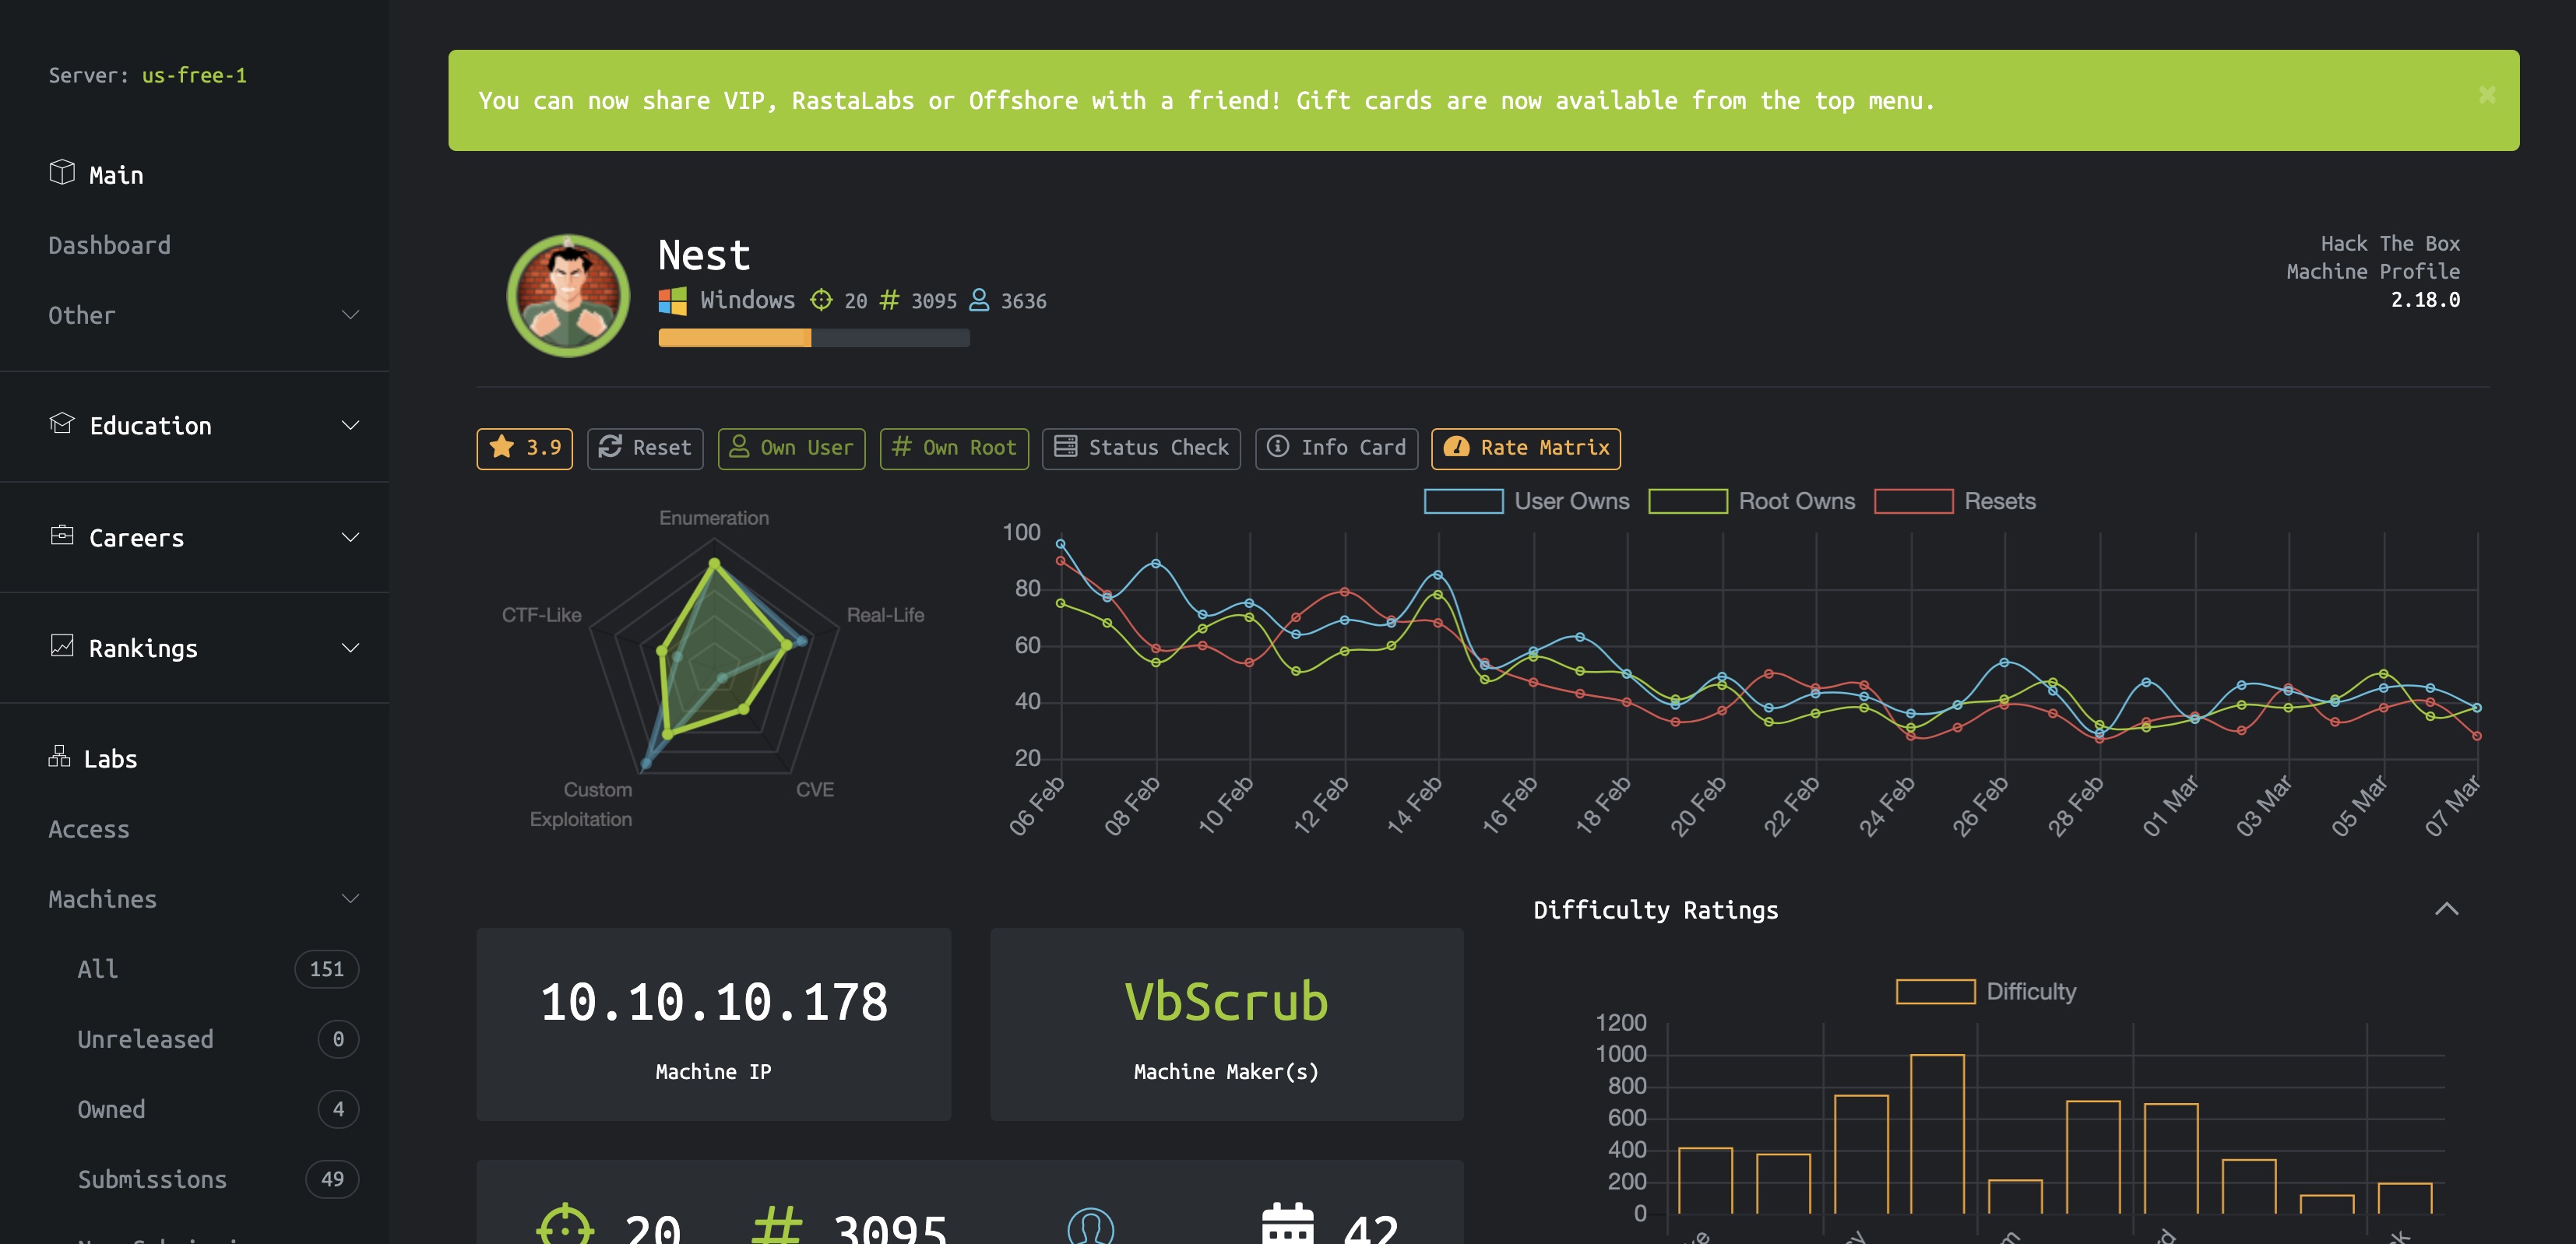 Server: us-free-1
Main
Dashboard
Other
Education
Careers
Rankings
Labs
Access
Machines
All 151
Unreleased 0
Owned 4
Submissions 49
You can now share VIP, RastaLabs or Offshore with a friend! Gift cards are now available from the top menu.
Nest
Windows 20 # 3095 3636
Hack The Box
Machine Profile
2.18.0
3.9 Reset Own User # Own Root Status Check Info Card Rate Matrix
Enumeration
CTF-Like Real-Life
Custom
Exploitation
CVE
User Owns Root Owns Resets
100
80
60
40
20
06 Feb 08 Feb 10 Feb 12 Feb 14 Feb 16 Feb 18 Feb 20 Feb 22 Feb 24 Feb 26 Feb 28 Feb 01 Mar 03 Mar 05 Mar 07 Mar
10.10.10.178
Machine IP
VbScrub
Machine Maker(s)
20 # 3095 42
Difficulty Ratings
Difficulty
1200
1000
800
600
400
200
0